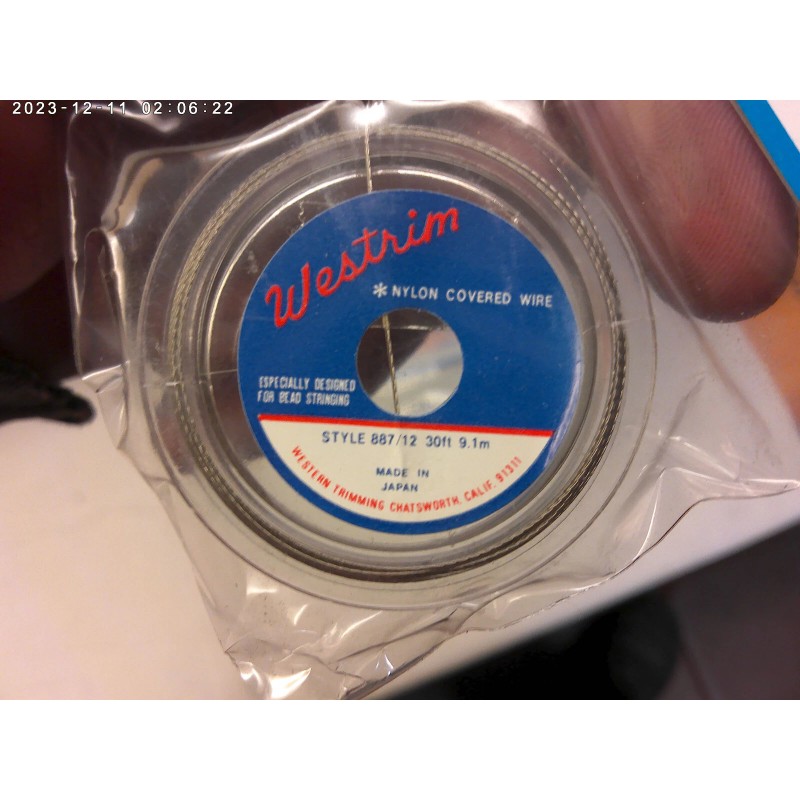 2023-12-11 02:06:22
Westrim
*NYLON COVERED WIRE
ESPECIALLY DESIGNED
FOR BEAD STRINGING
STYLE 887/12 30ft 9.1m
MADE IN
JAPAN
WESTERN TRIMMING CHATSWORTH, CALIF. 91311